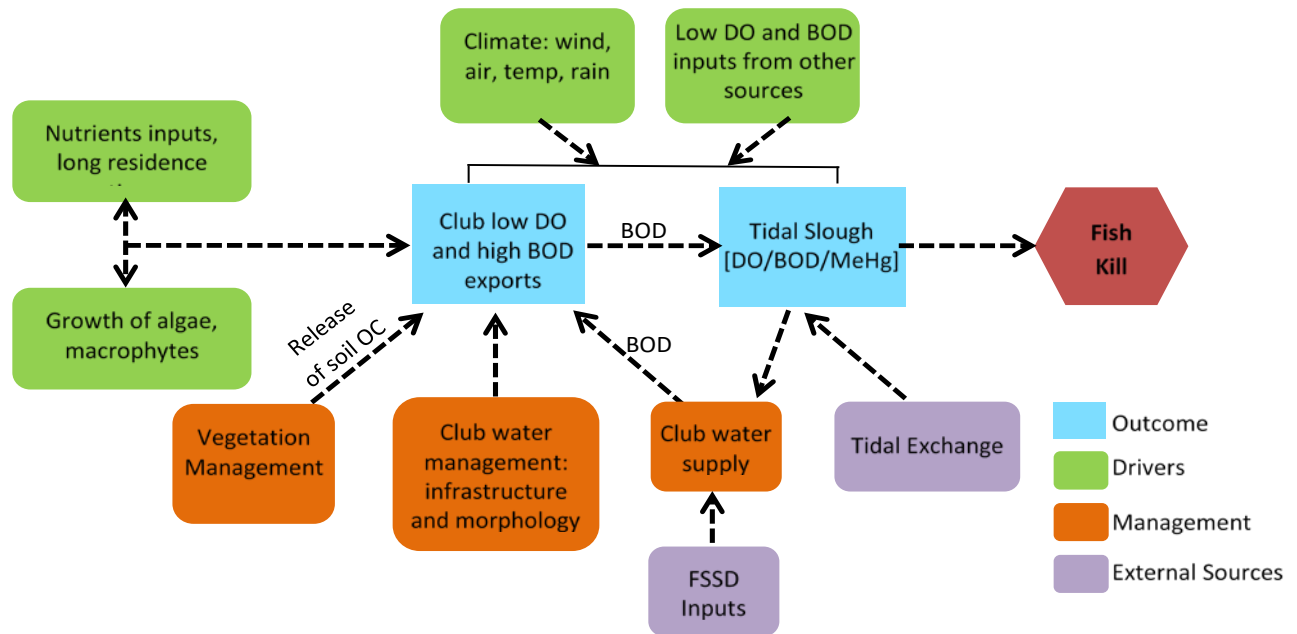 Climate: wind,
air, temp, rain
Low DO and BOD
inputs from other
sources
Nutrients inputs,
long residence
Growth of algae,
macrophytes
Club low DO
and high BOD
exports
BOD
Tidal Slough
[DO/BOD/MeHg]
Fish
Kill
Release
of soil OC
BOD
Vegetation
Management
Club water
management:
infrastructure
and morphology
Club water
supply
Tidal Exchange
FSSD
Inputs
Outcome
Drivers
Management
External Sources